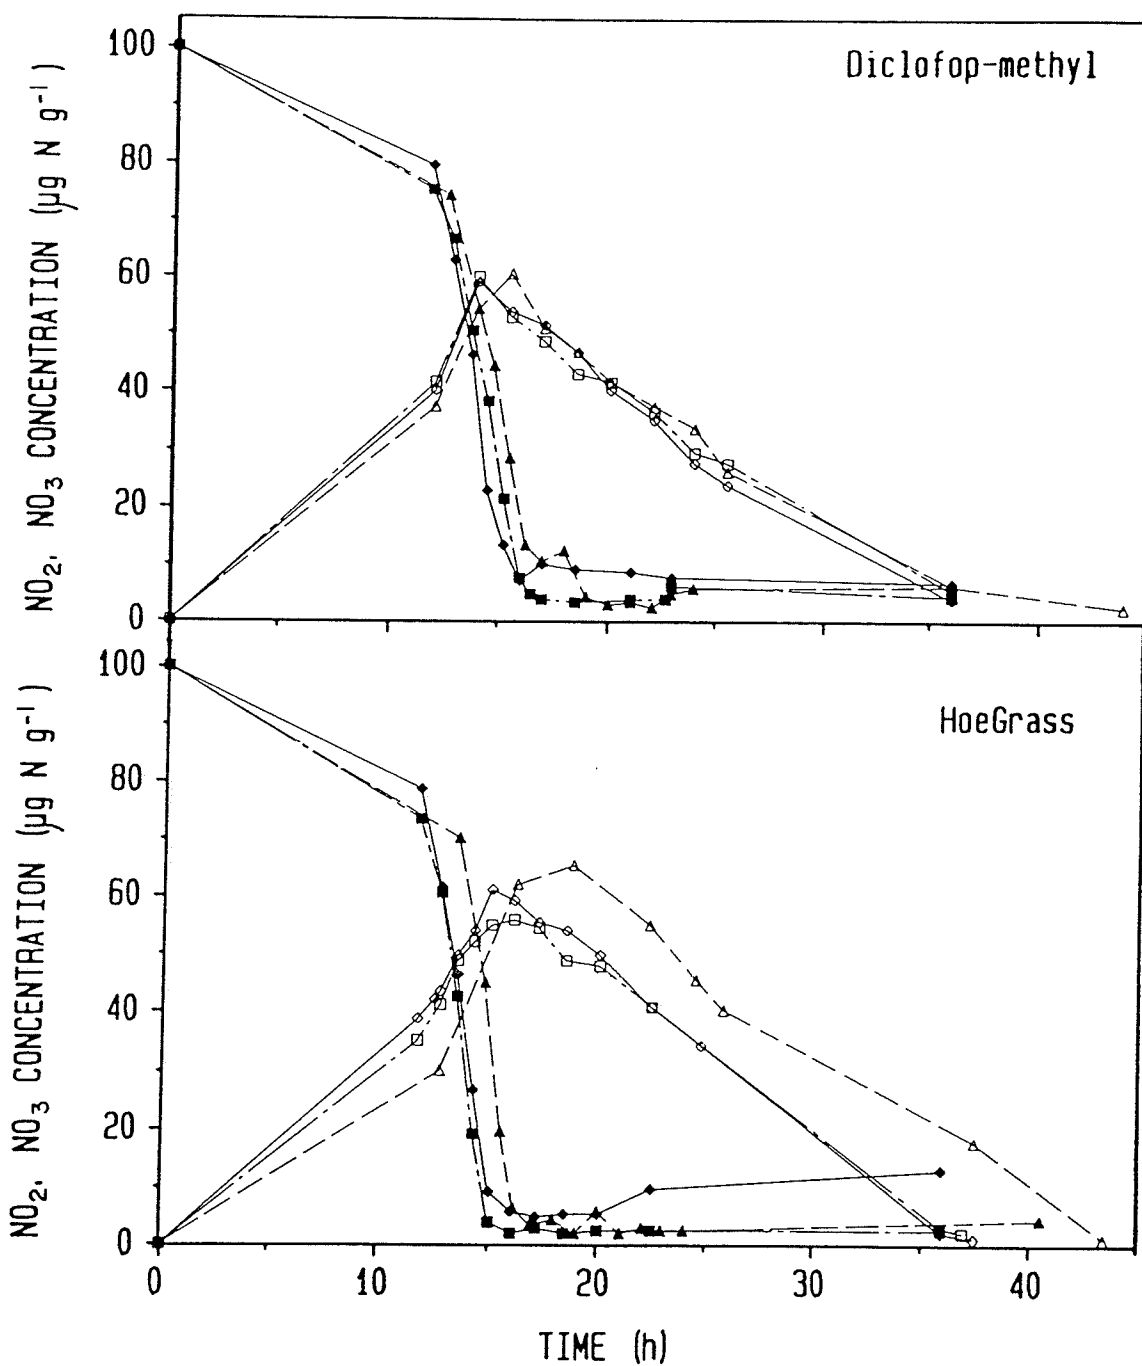 Diclofop-methyl
NO₂, NO₃ CONCENTRATION (µg N g⁻¹)
100
80
60
40
20
0
HoeGrass
NO₂, NO₃ CONCENTRATION (µg N g⁻¹)
100
80
60
40
20
0
0 10 20 30 40
TIME (h)